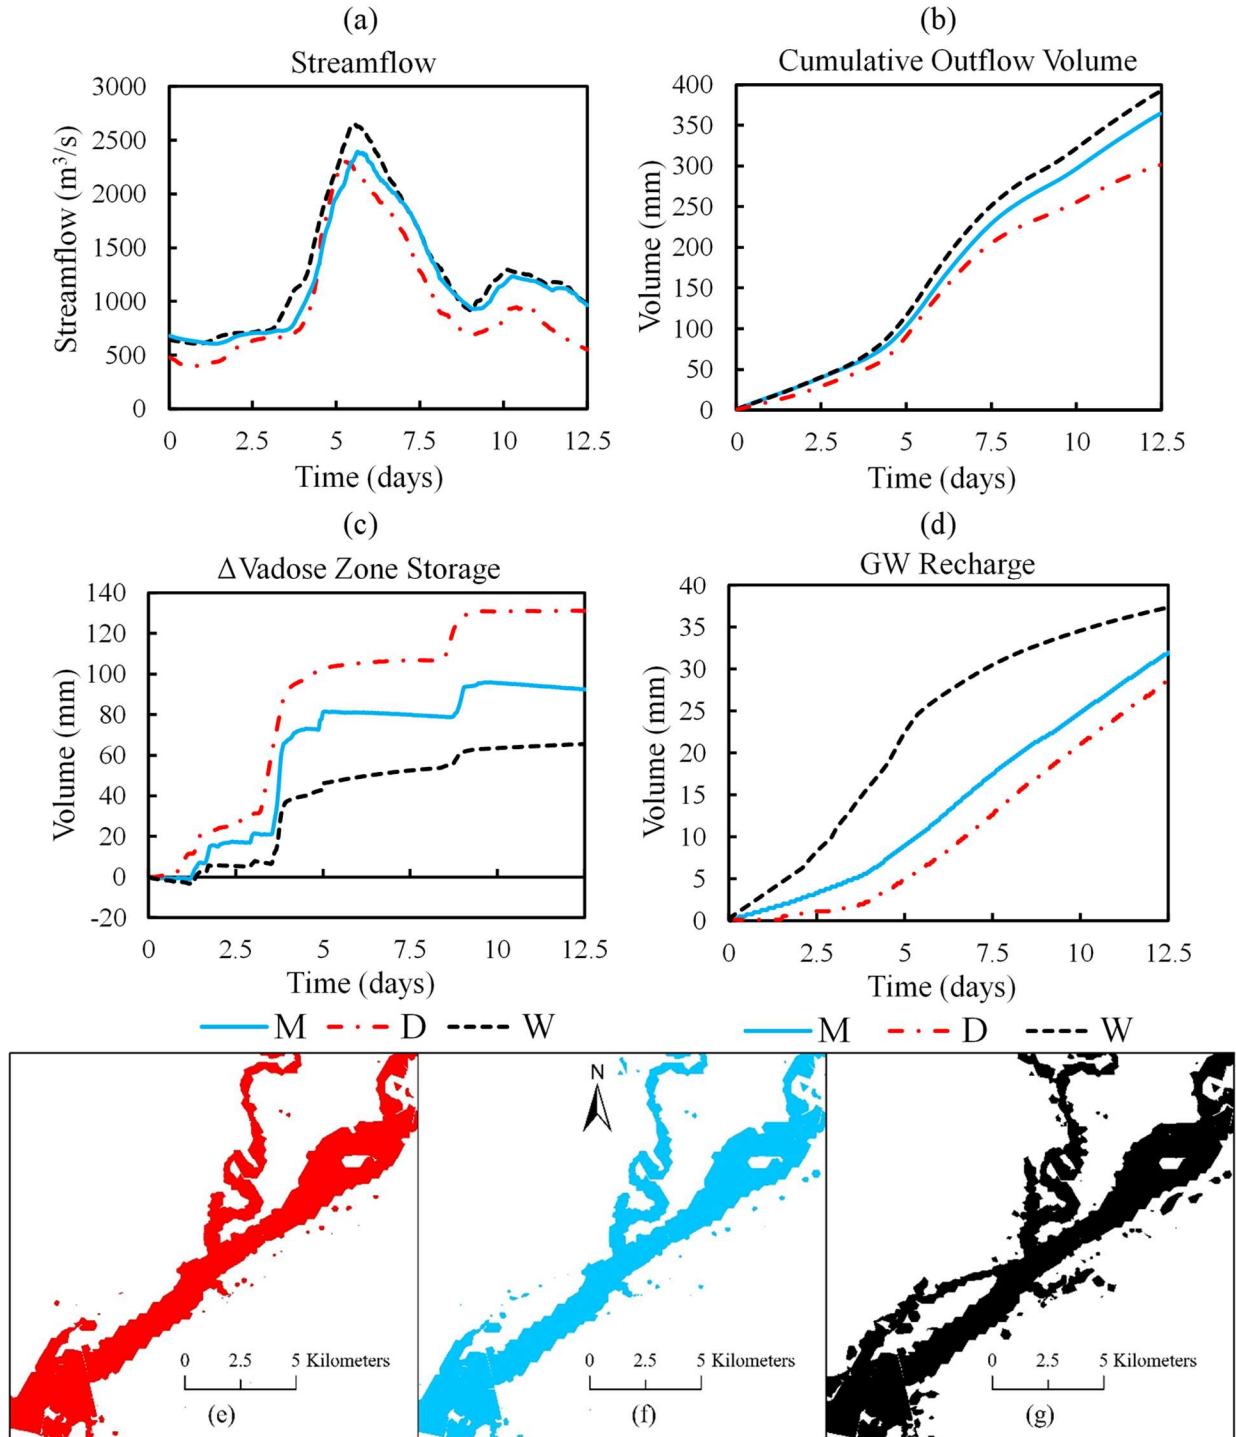 (a)
Streamflow
Streamflow (m³/s)
3000
2500
2000
1500
1000
500
0
0 2.5 5 7.5 10 12.5
Time (days)
(b)
Cumulative Outflow Volume
Volume (mm)
400
350
300
250
200
150
100
50
0
0 2.5 5 7.5 10 12.5
Time (days)
(c)
Δ Vadose Zone Storage
Volume (mm)
140
120
100
80
60
40
20
0
-20
0 2.5 5 7.5 10 12.5
Time (days)
M D W
(d)
GW Recharge
Volume (mm)
40
35
30
25
20
15
10
5
0
0 2.5 5 7.5 10 12.5
Time (days)
M D W
0 2.5 5 Kilometers
(e)
N
0 2.5 5 Kilometers
(f)
0 2.5 5 Kilometers
(g)